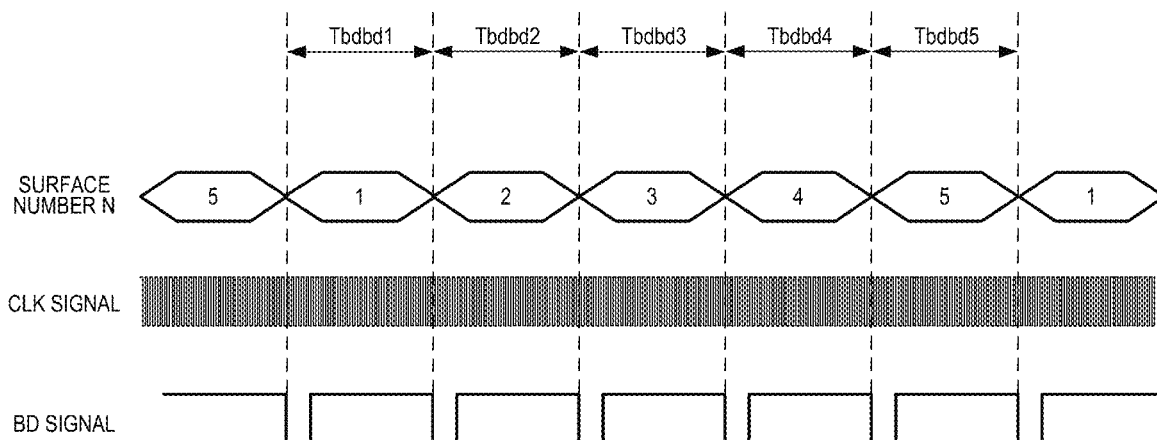 Tbdbd1 Tbdbd2 Tbdbd3 Tbdbd4 Tbdbd5
SURFACE
NUMBER N
5 1 2 3 4 5 1
CLK SIGNAL
BD SIGNAL